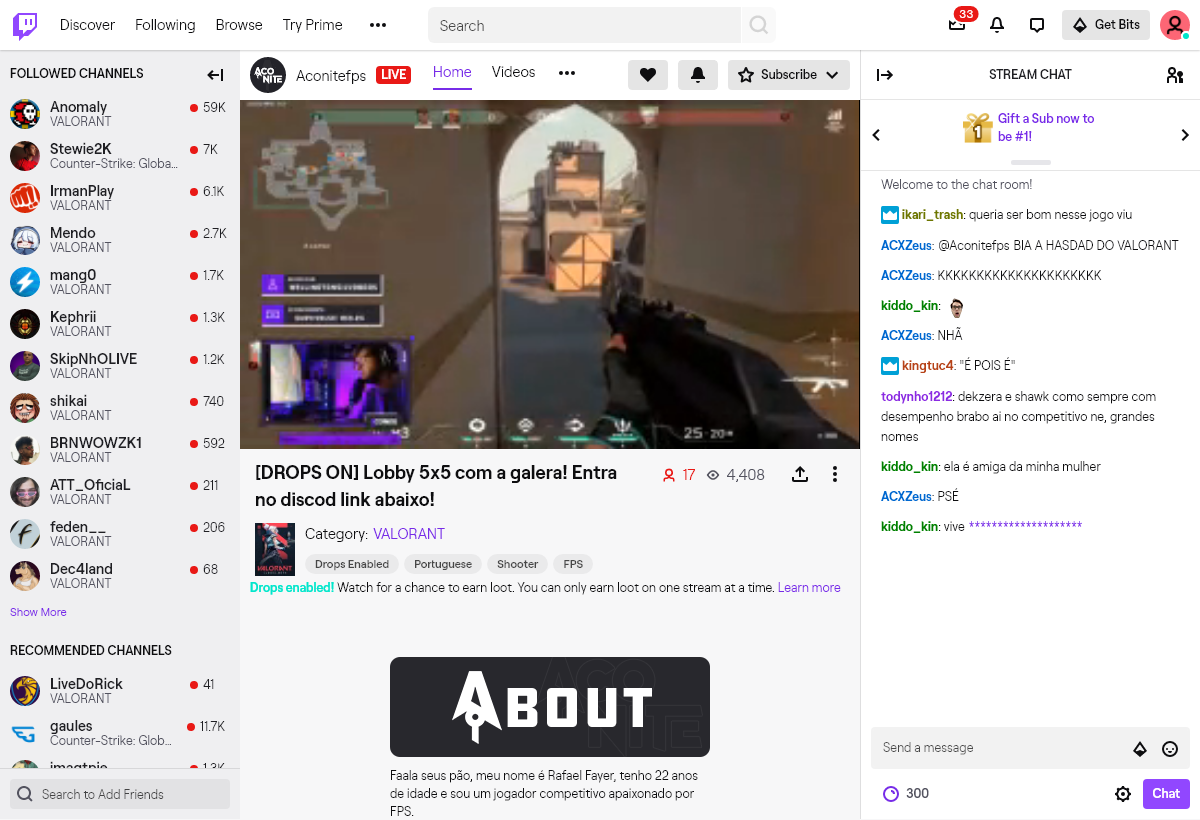 Discover Following Browse Try Prime
Search
33
Get Bits
FOLLOWED CHANNELS
Anomaly 59K
VALORANT
Stewie2K 7K
Counter-Strike: Globa...
IrmanPlay 6.1K
VALORANT
Mendo 2.7K
VALORANT
mang0 1.7K
VALORANT
Kephrii 1.3K
VALORANT
SkipNhOLIVE 1.2K
VALORANT
shikai 740
VALORANT
BRNWOWZK1 592
VALORANT
ATT_OficiaL 211
VALORANT
feden__ 206
VALORANT
Dec4land 68
VALORANT
Show More
RECOMMENDED CHANNELS
LiveDoRick 41
VALORANT
gaules 11.7K
Counter-Strike: Glob...
Search to Add Friends
ACO
NITE
Aconitefps LIVE Home Videos
Subscribe
25
[DROPS ON] Lobby 5x5 com a galera! Entra
no discod link abaixo!
17 4,408
VALORANT
Category: VALORANT
Drops Enabled Portuguese Shooter FPS
Drops enabled! Watch for a chance to earn loot. You can only earn loot on one stream at a time. Learn more
ACO
NITE
ABOUT
Faala seus pão, meu nome é Rafael Fayer, tenho 22 anos
de idade e sou um jogador competitivo apaixonado por
FPS.
STREAM CHAT
1
Gift a Sub now to
be #1!
Welcome to the chat room!
ikari_trash: queria ser bom nesse jogo viu
ACXZeus: @Aconitefps BIA A HASDAD DO VALORANT
ACXZeus: KKKKKKKKKKKKKKKKKKKKK
kiddo_kin:
ACXZeus: NHÃ
kingtuc4: "É POIS É"
todynho1212: dekzera e shawk como sempre com
desempenho brabo ai no competitivo ne, grandes
nomes
kiddo_kin: ela é amiga da minha mulher
ACXZeus: PSÉ
kiddo_kin: vive ********************
Send a message
300
Chat